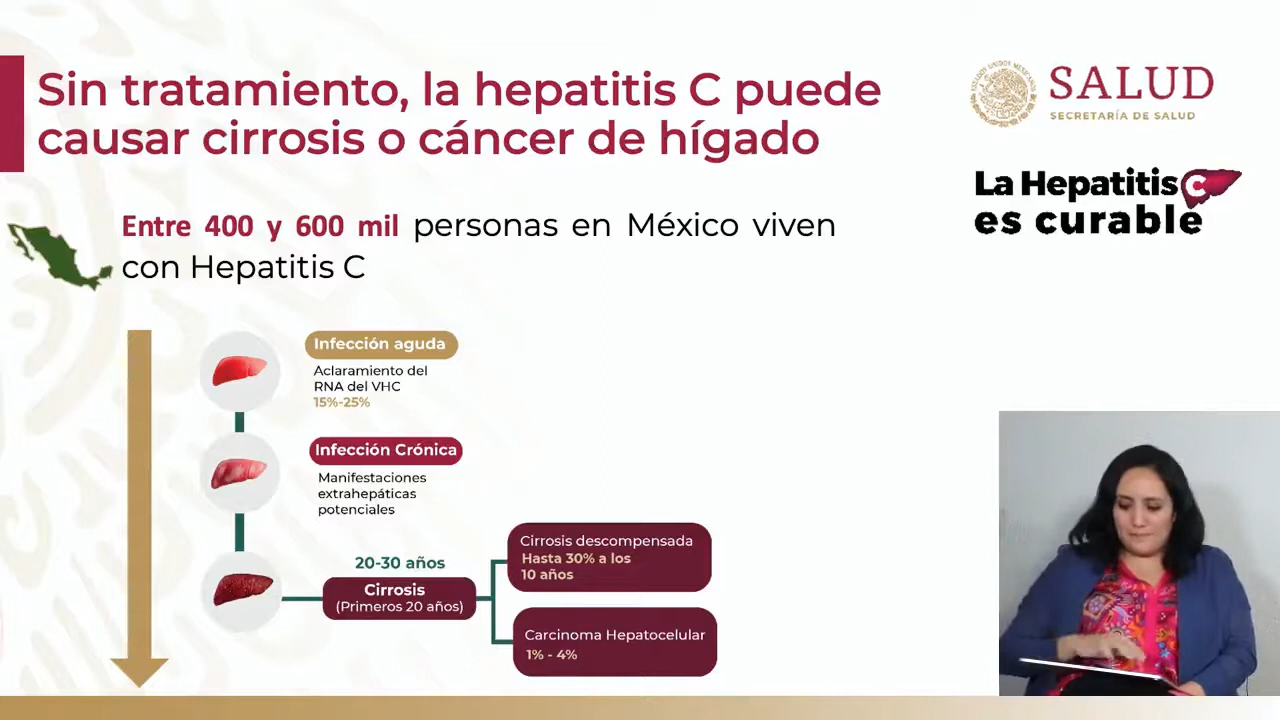 Sin tratamiento, la hepatitis C puede
causar cirrosis o cáncer de hígado
SALUD
SECRETARÍA DE SALUD
ESTADOS UNIDOS MEXICANOS
La Hepatitis C
es curable
Entre 400 y 600 mil personas en México viven
con Hepatitis C
Infección aguda
Aclaramiento del
RNA del VHC
15%-25%
Infección Crónica
Manifestaciones
extrahepáticas
potenciales
20-30 años
Cirrosis
(Primeros 20 años)
Cirrosis descompensada
Hasta 30% a los
10 años
Carcinoma Hepatocelular
1% - 4%